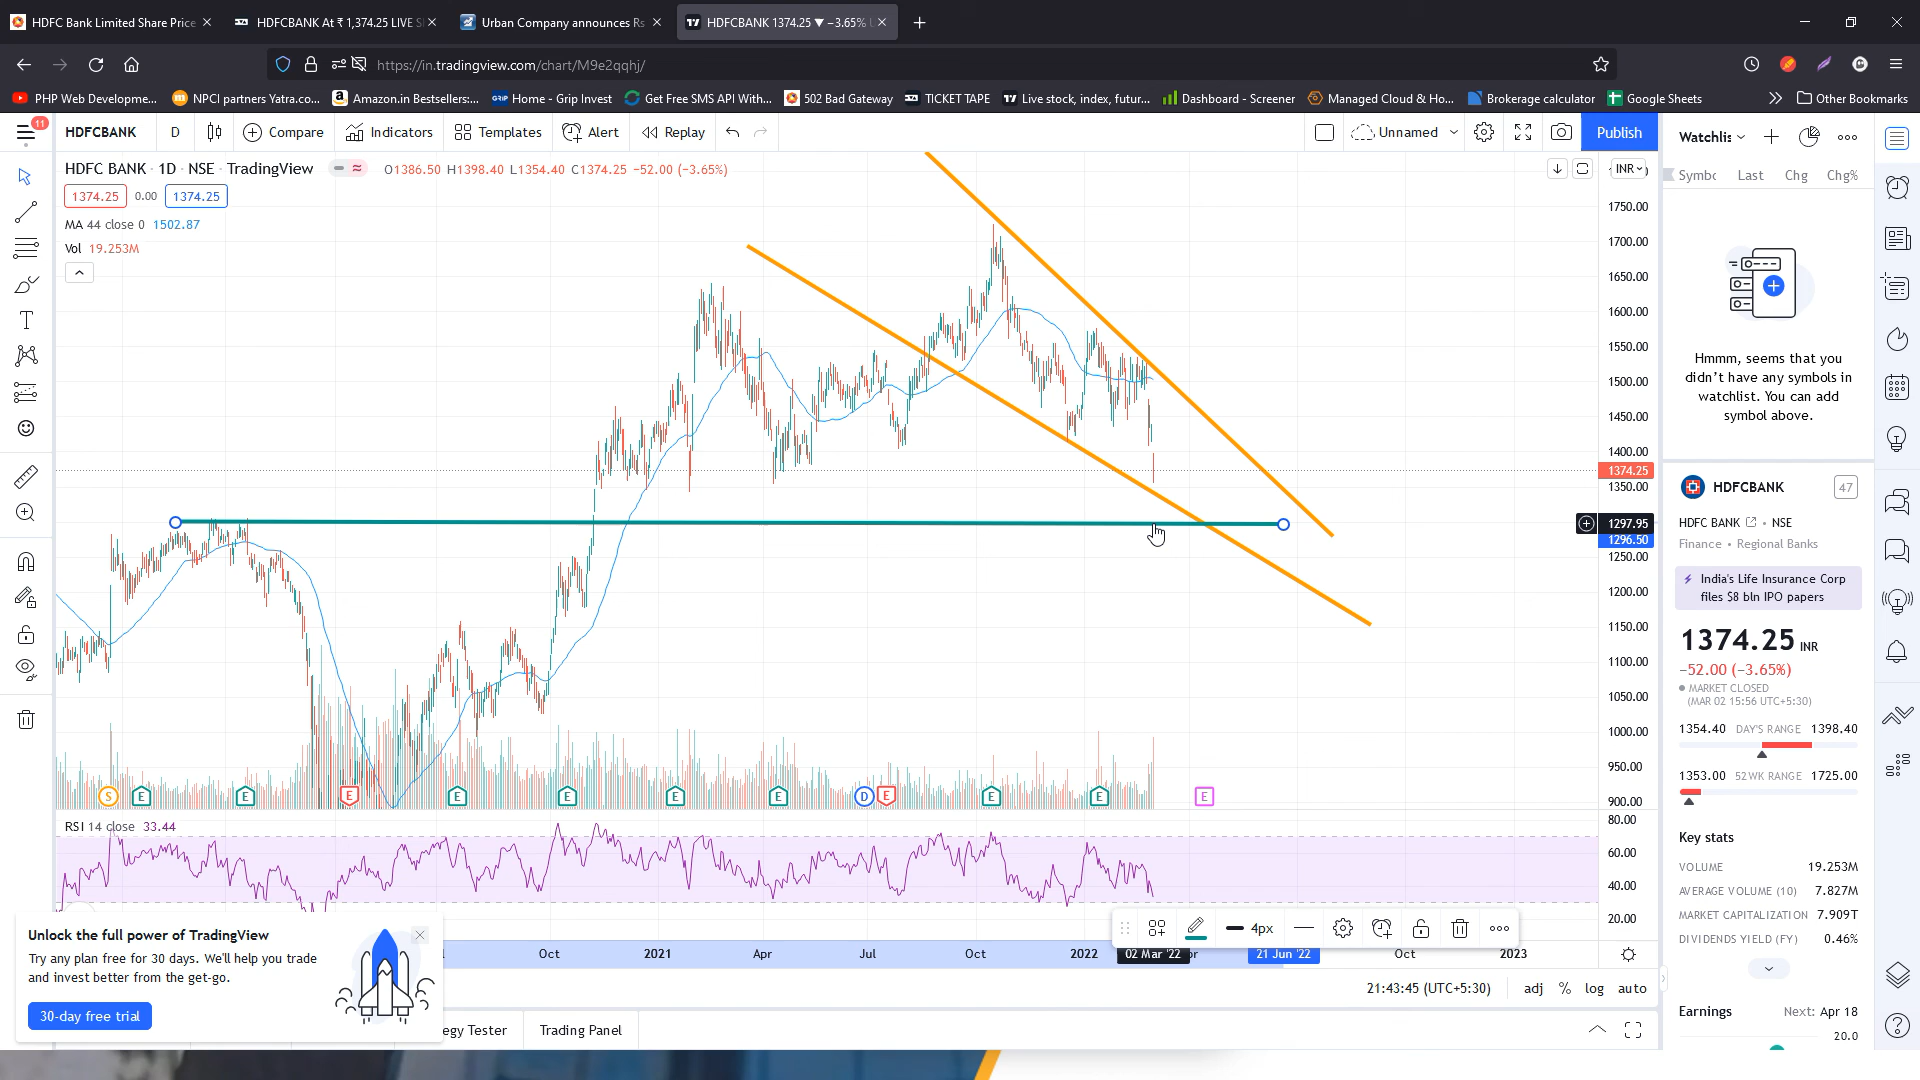 HDFC Bank Limited Share Price
HDFCBANK At ₹ 1,374.25 LIVE S
Urban Company announces Rs
HDFCBANK 1374.25 ▼ −3.65%
https://in.tradingview.com/chart/M9e2qqhj/
PHP Web Developme...
NPCI partners Yatra.co...
Amazon.in Bestsellers:...
GRIP
Home - Grip Invest
Get Free SMS API With...
502 Bad Gateway
TICKET TAPE
Live stock, index, futur...
Dashboard - Screener
Managed Cloud & Ho...
Brokerage calculator
Google Sheets
Other Bookmarks
11
HDFCBANK
D
Compare
Indicators
Templates
Alert
Replay
Unnamed
Publish
HDFC BANK · 1D · NSE · TradingView
O1386.50 H1398.40 L1354.40 C1374.25 −52.00 (−3.65%)
1374.25 0.00 1374.25
MA 44 close 0 1502.87
Vol 19.253M
INR
1750.00
1700.00
1650.00
1600.00
1550.00
1500.00
1450.00
1400.00
1374.25
1350.00
1297.95
1296.50
1250.00
1200.00
1150.00
1100.00
1050.00
1000.00
950.00
900.00
S E E E E E E E D E E E E
RSI 14 close 33.44
80.00
60.00
40.00
20.00
4px
Oct 2021 Apr Jul Oct 2022 02 Mar '22 21 Jun '22 Oct 2023
21:43:45 (UTC+5:30)
adj % log auto
egy Tester
Trading Panel
Unlock the full power of TradingView
Try any plan free for 30 days. We'll help you trade
and invest better from the get-go.
30-day free trial
Watchlis
Symbc Last Chg Chg%
Hmmm, seems that you
didn't have any symbols in
watchlist. You can add
symbol above.
HDFCBANK
47
HDFC BANK • NSE
Finance • Regional Banks
India's Life Insurance Corp
files $8 bln IPO papers
1374.25 INR
−52.00 (−3.65%)
MARKET CLOSED
(MAR 02 15:56 UTC+5:30)
1354.40 DAY'S RANGE 1398.40
1353.00 52 WK RANGE 1725.00
Key stats
VOLUME 19.253M
AVERAGE VOLUME (10) 7.827M
MARKET CAPITALIZATION 7.909T
DIVIDENDS YIELD (FY) 0.46%
Earnings Next: Apr 18
20.0